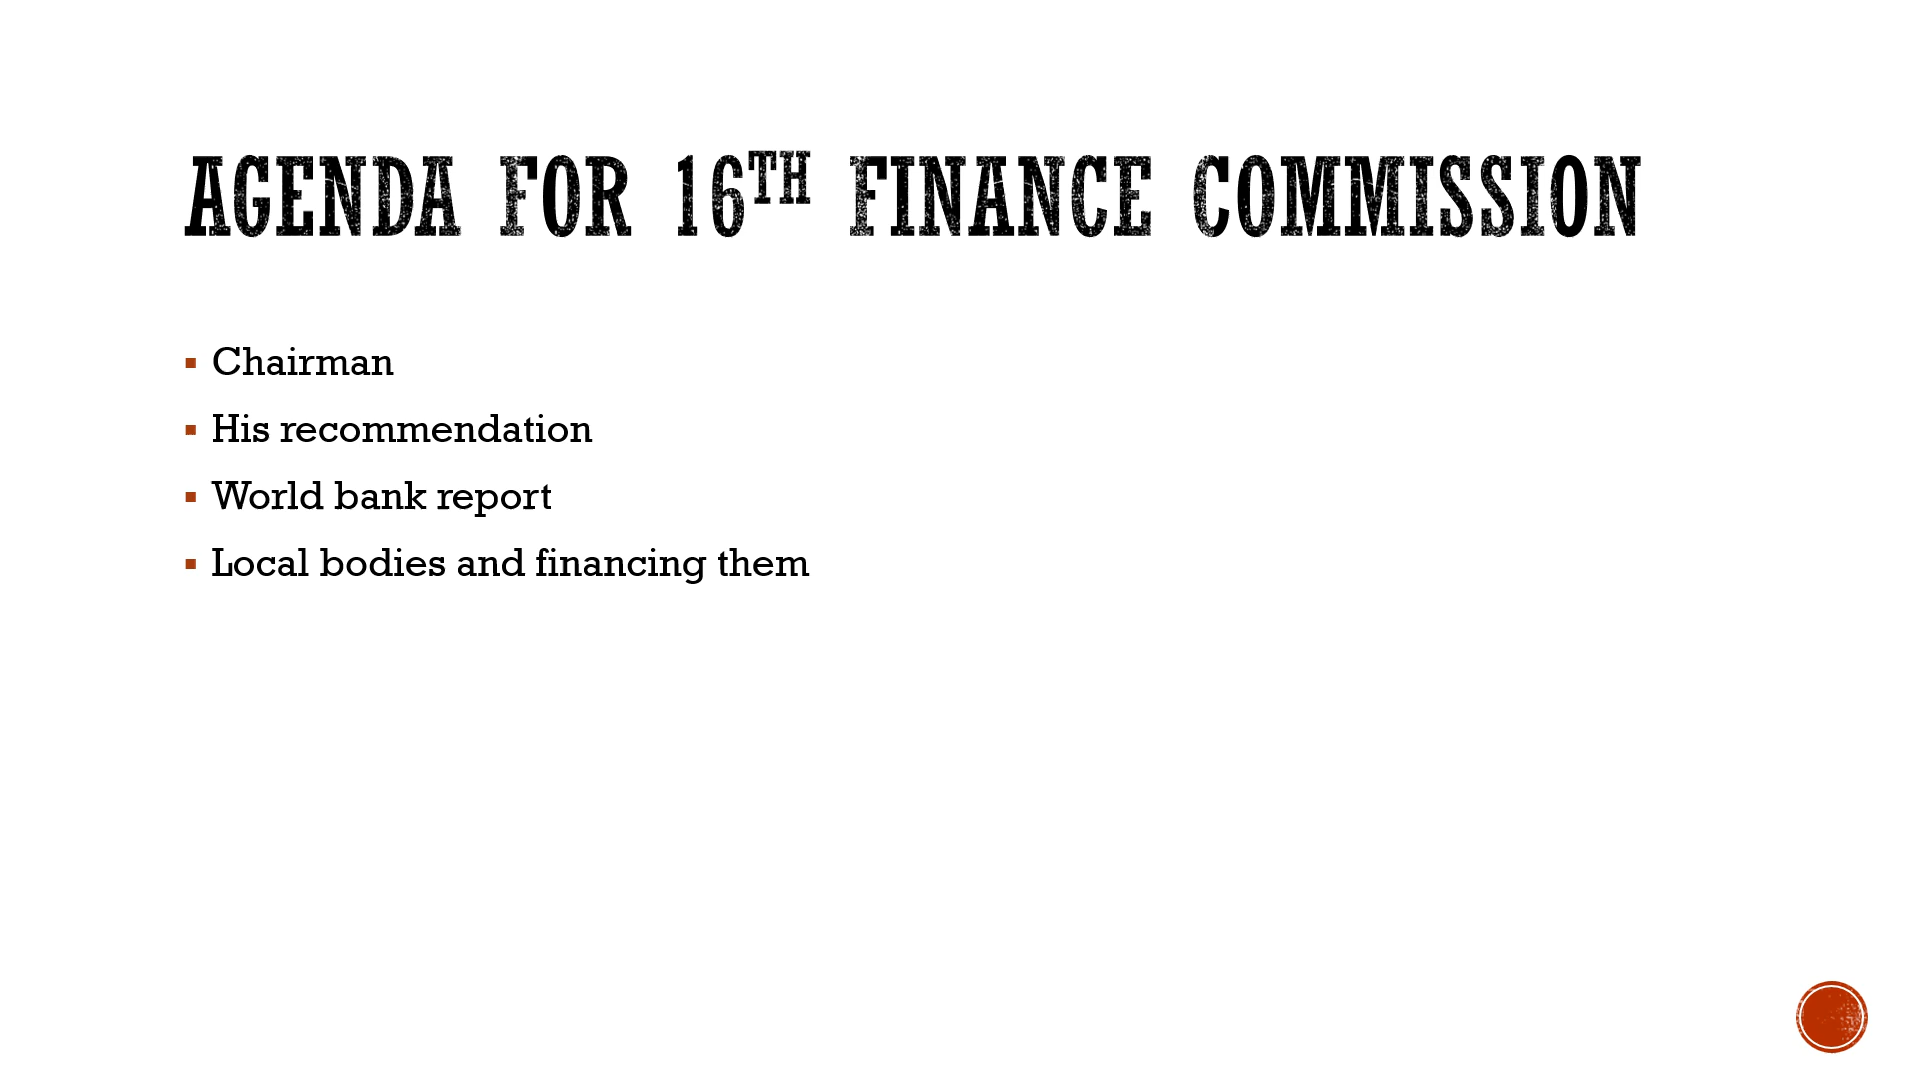 AGENDA FOR 16TH FINANCE COMMISSION
Chairman
His recommendation
World bank report
Local bodies and financing them